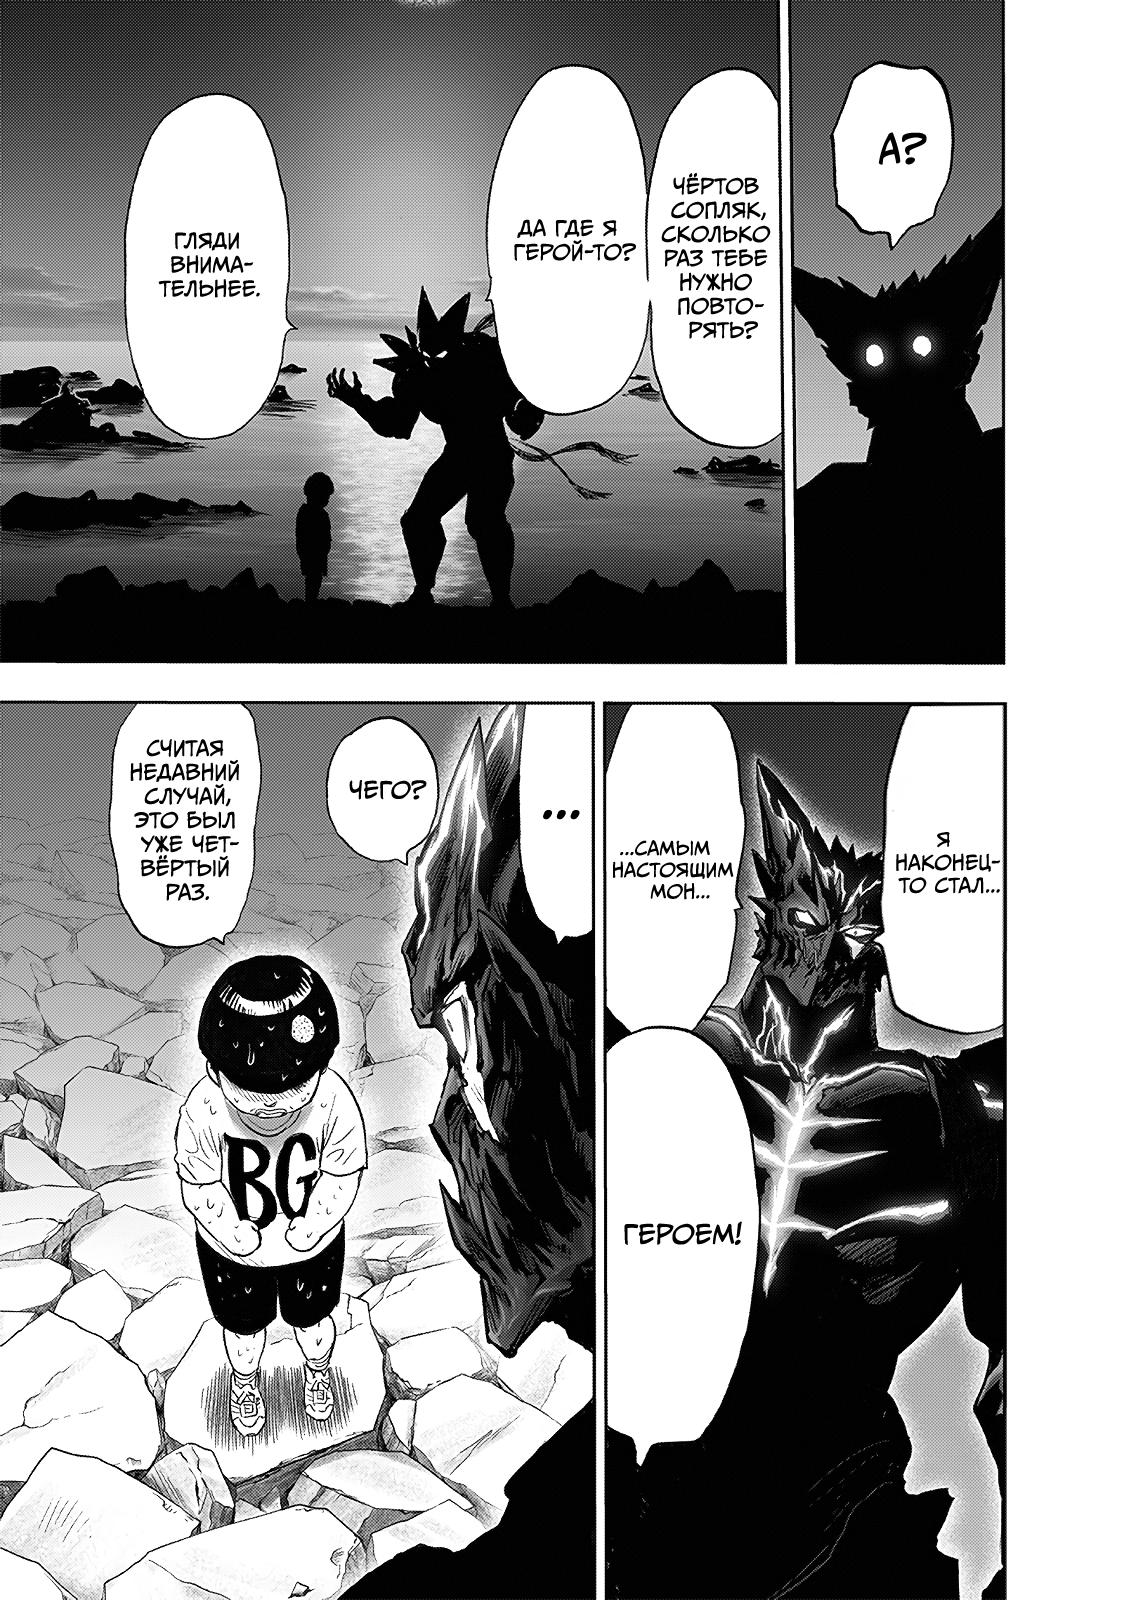 А?
ЧЁРТОВ
СОПЛЯК,
СКОЛЬКО
РАЗ ТЕБЕ
НУЖНО
ПОВТО-
РЯТЬ?
ДА ГДЕ Я
ГЕРОЙ-ТО?
ГЛЯДИ
ВНИМА-
ТЕЛЬНЕЕ.
Я
НАКОНЕЦ-
ТО СТАЛ...
...САМЫМ
НАСТОЯЩИМ
МОН...
ГЕРОЕМ!
...
ЧЕГО?
СЧИТАЯ
НЕДАВНИЙ
СЛУЧАЙ,
ЭТО БЫЛ
УЖЕ ЧЕТ-
ВЁРТЫЙ
РАЗ.
BG